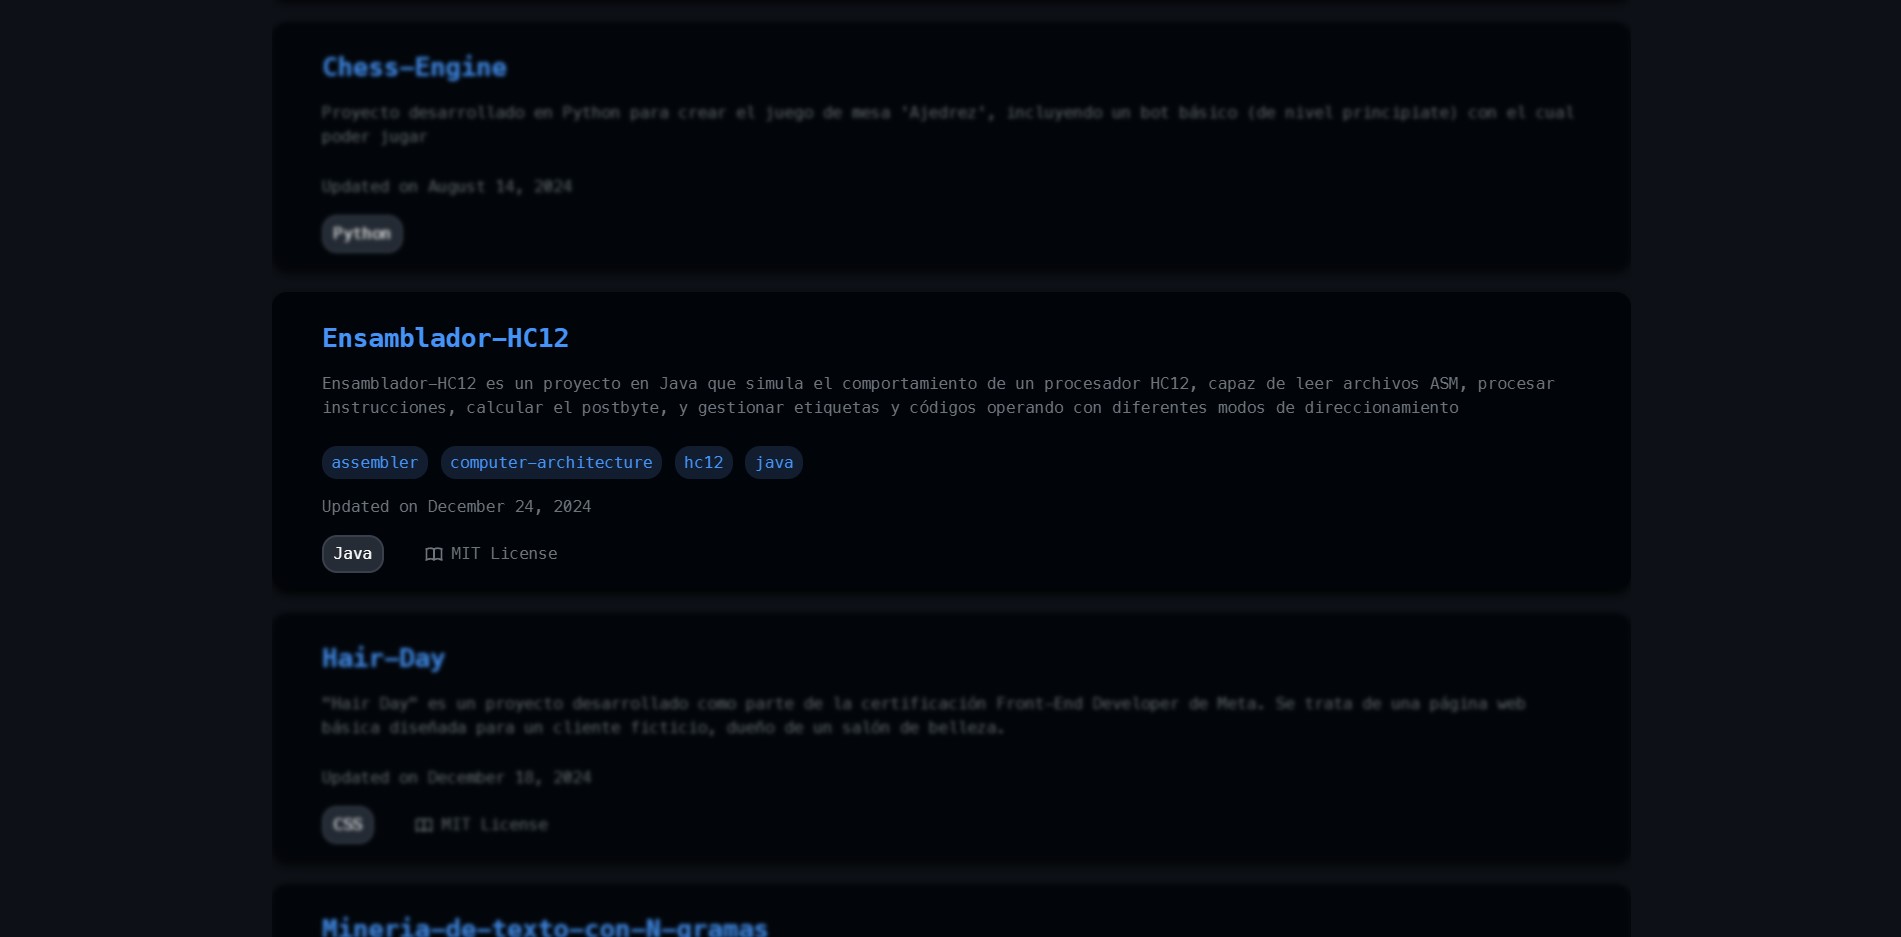 Chess-Engine
Proyecto desarrollado en Python para crear el juego de mesa 'Ajedrez', incluyendo un bot básico (de nivel principiate) con el cual
poder jugar
Updated on August 14, 2024
Python
Ensamblador-HC12
Ensamblador-HC12 es un proyecto en Java que simula el comportamiento de un procesador HC12, capaz de leer archivos ASM, procesar
instrucciones, calcular el postbyte, y gestionar etiquetas y códigos operando con diferentes modos de direccionamiento
assembler computer-architecture hc12 java
Updated on December 24, 2024
Java MIT License
Hair-Day
"Hair Day" es un proyecto desarrollado como parte de la certificación Front-End Developer de Meta. Se trata de una página web
básica diseñada para un cliente ficticio, dueño de un salón de belleza.
Updated on December 18, 2024
CSS MIT License
Mineria-de-texto-con-N-gramas